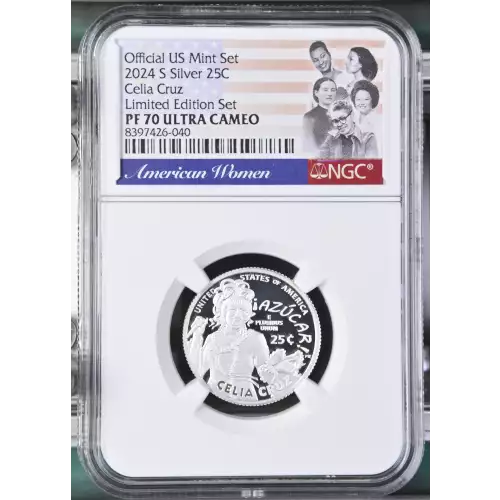 Official US Mint Set
2024 S Silver 25C
Celia Cruz
Limited Edition Set
PF 70 ULTRA CAMEO
8397426-040
American Women
NGC®
UNITED STATES OF AMERICA
¡AZÚCAR!
E
PLURIBUS
UNUM
25¢
CELIA CRUZ